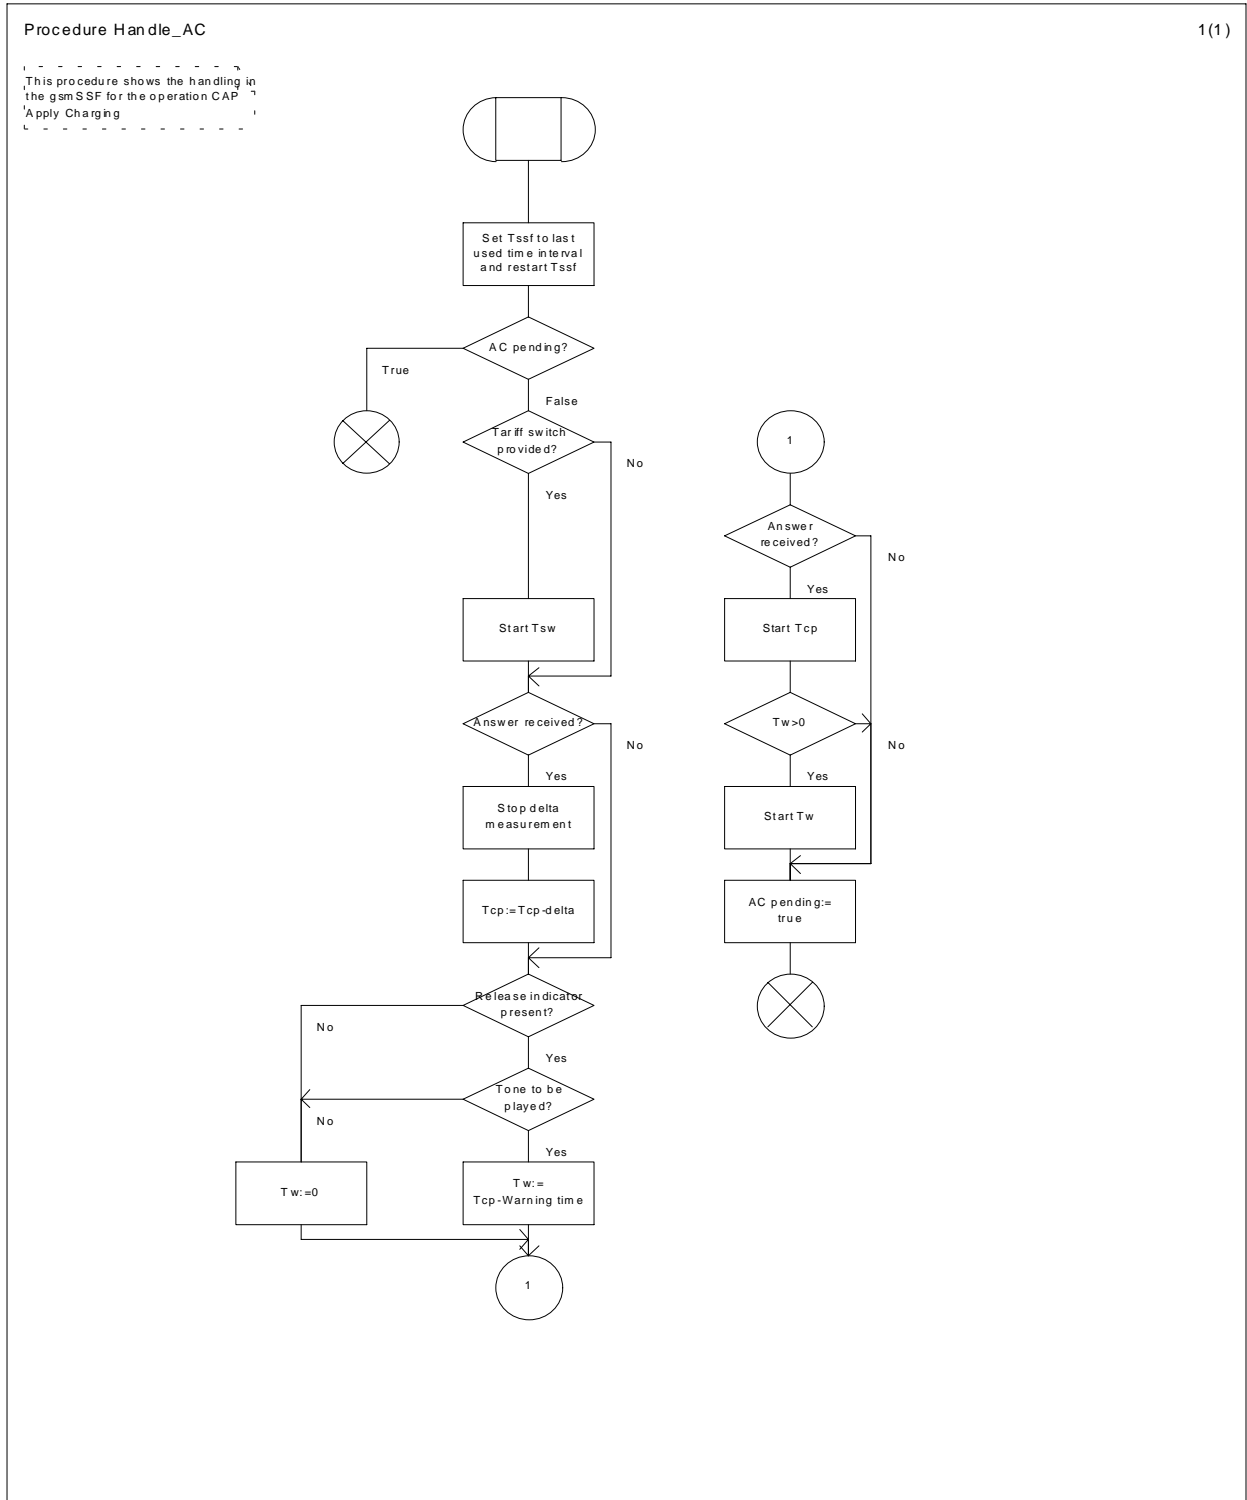 Procedure Handle_AC
1(1)
This procedure shows the handling in
the gsmSSF for the operation CAP
Apply Charging
Set Tssf to last
used time interval
and restart Tssf
AC pending?
True
False
Tariff switch
provided?
No
Yes
Start Tsw
Answer received?
No
Yes
Stop delta
measurement
Tcp:=Tcp-delta
Release indicator
present?
No
Yes
Tone to be
played?
No
Yes
Tw:=0
Tw:=
Tcp-Warning time
1
1
Answer
received?
No
Yes
Start Tcp
Tw>0
No
Yes
Start Tw
AC pending:=
true